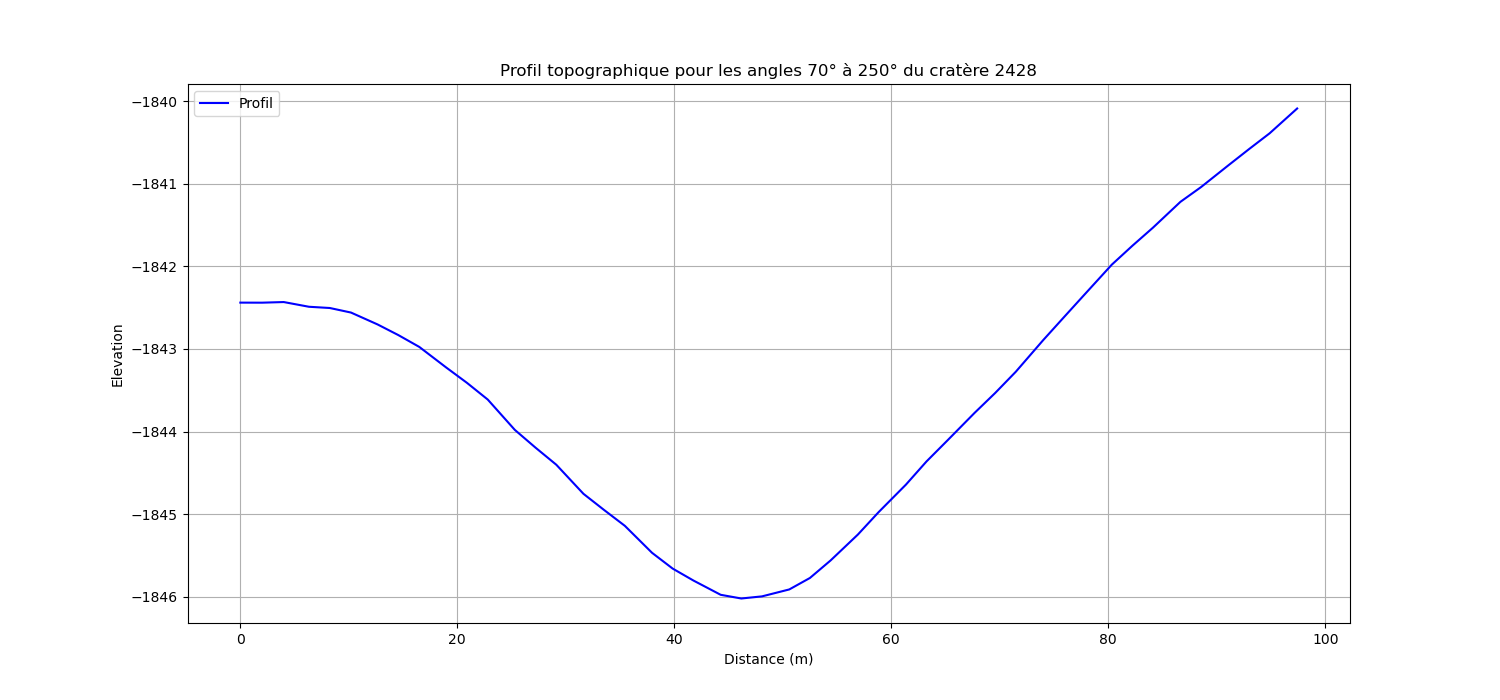 Profil topographique pour les angles 70° à 250° du cratère 2428
Profil
Elevation
−1840
−1841
−1842
−1843
−1844
−1845
−1846
0 20 40 60 80 100
Distance (m)